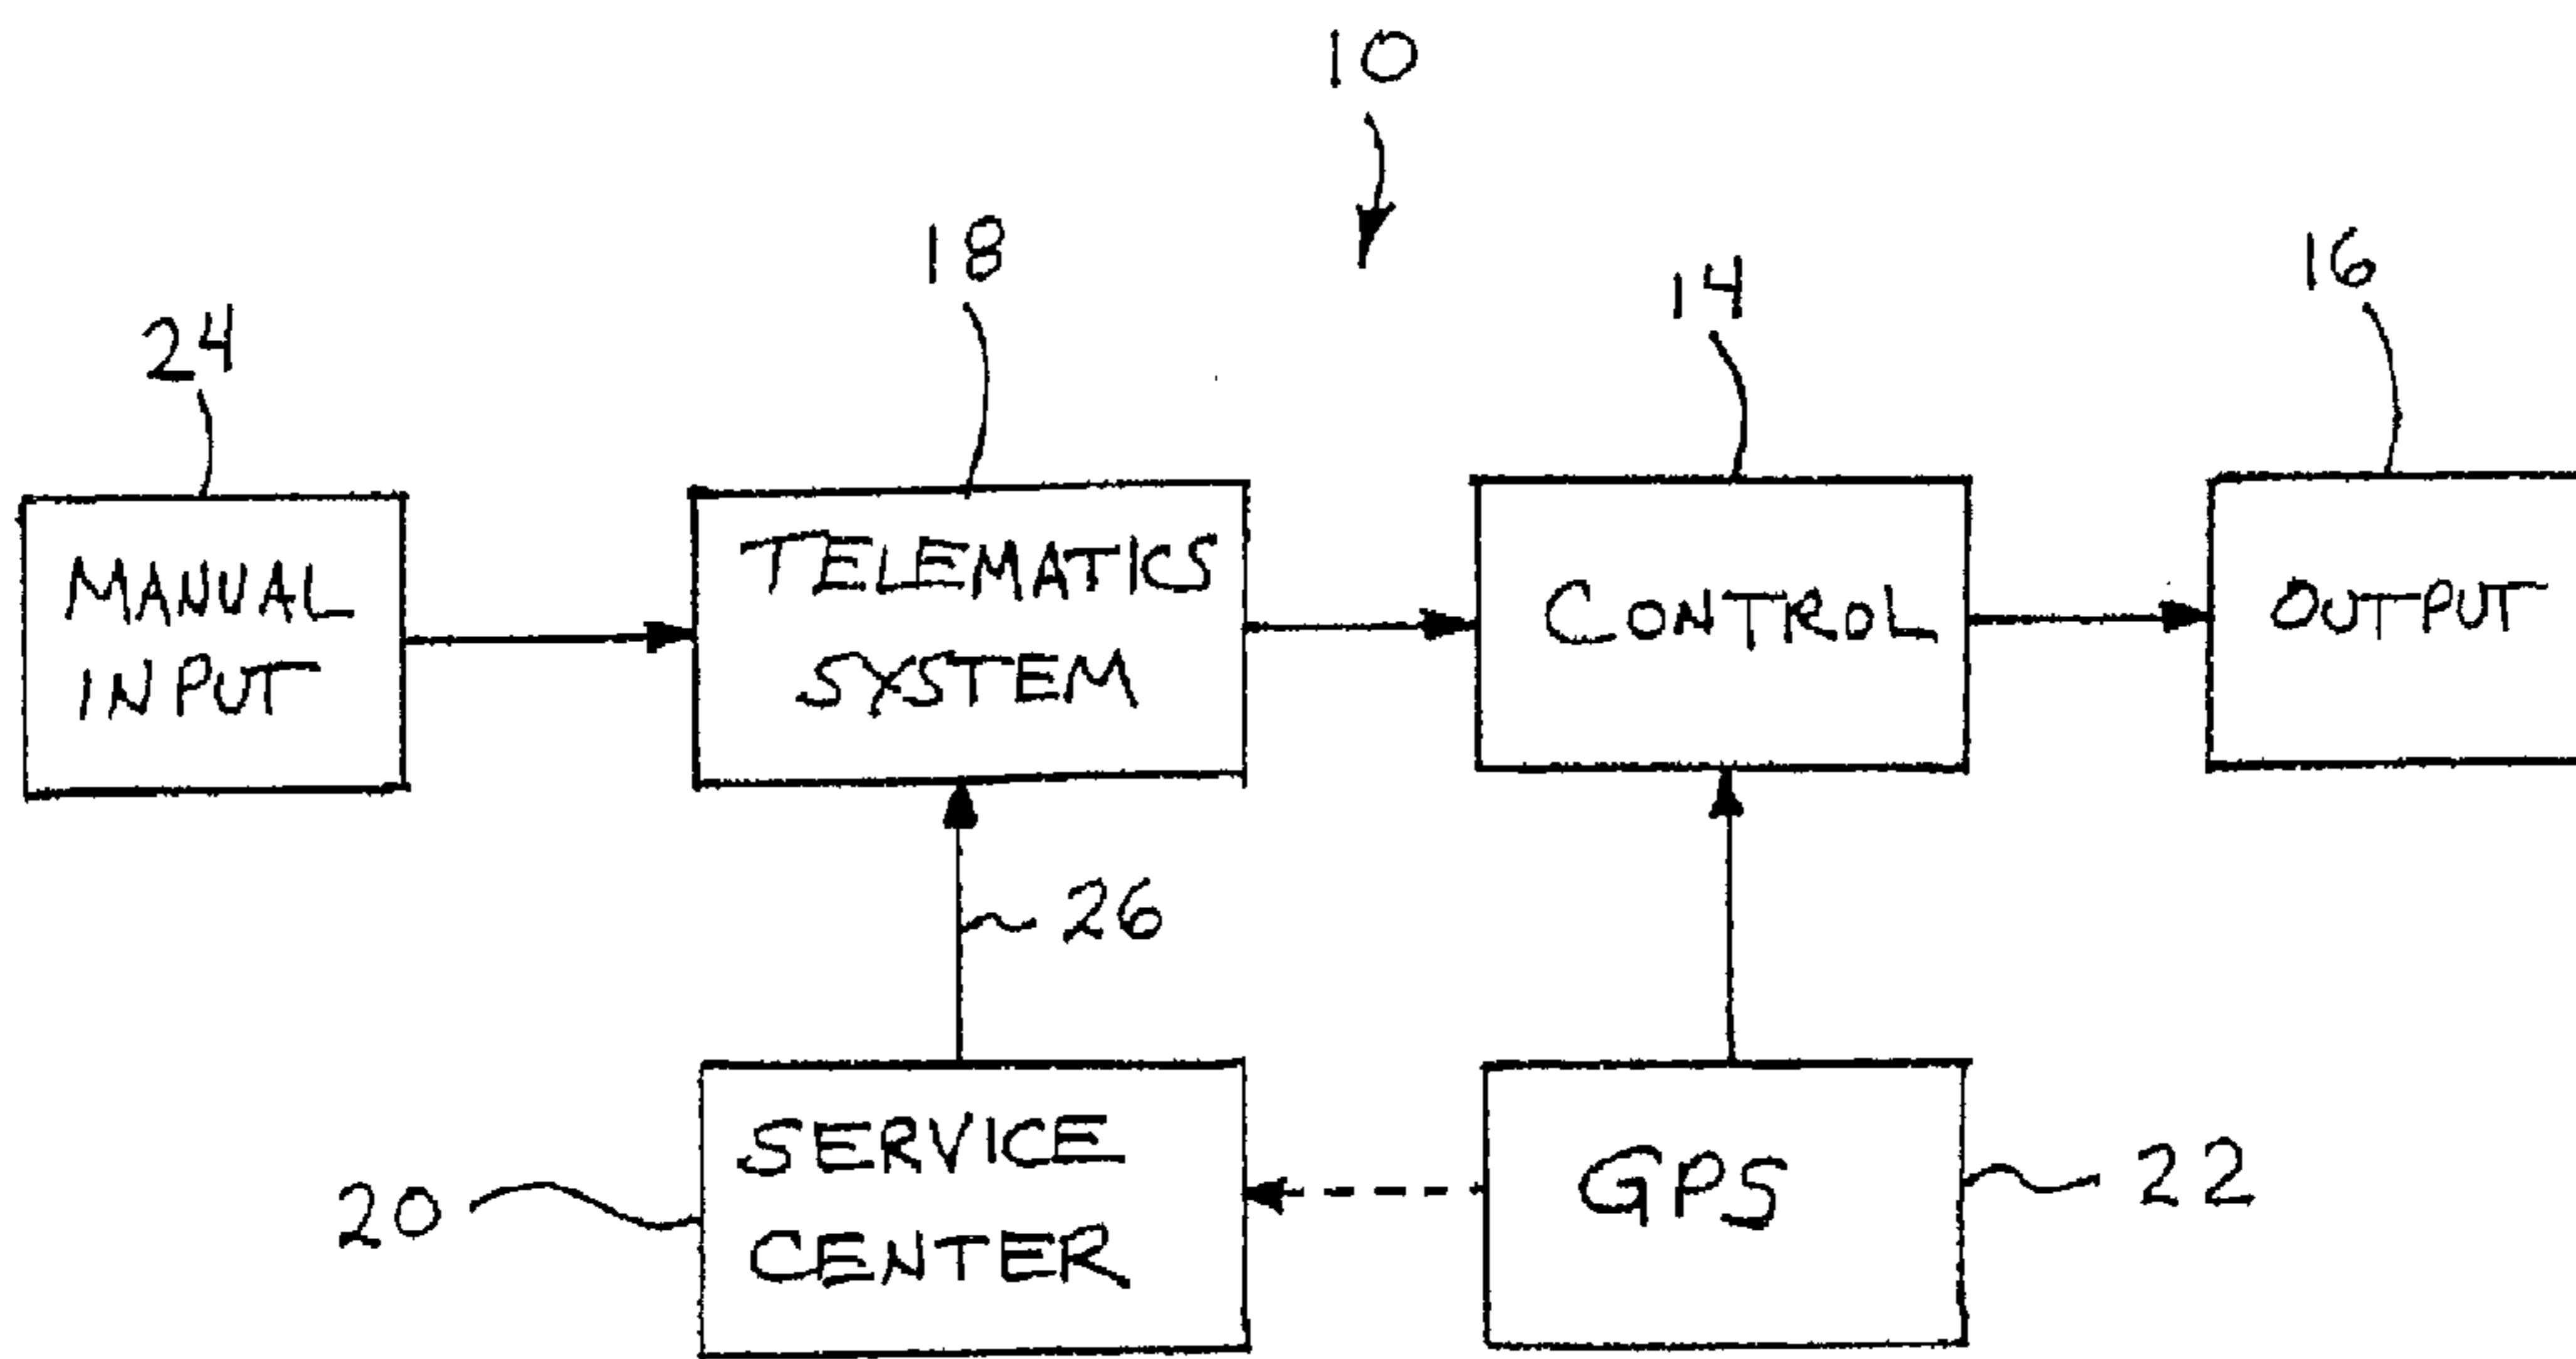 10
18
14
16
24
MANUAL
INPUT
TELEMATICS
SYSTEM
CONTROL
OUTPUT
26
SERVICE
CENTER
GPS
20
22